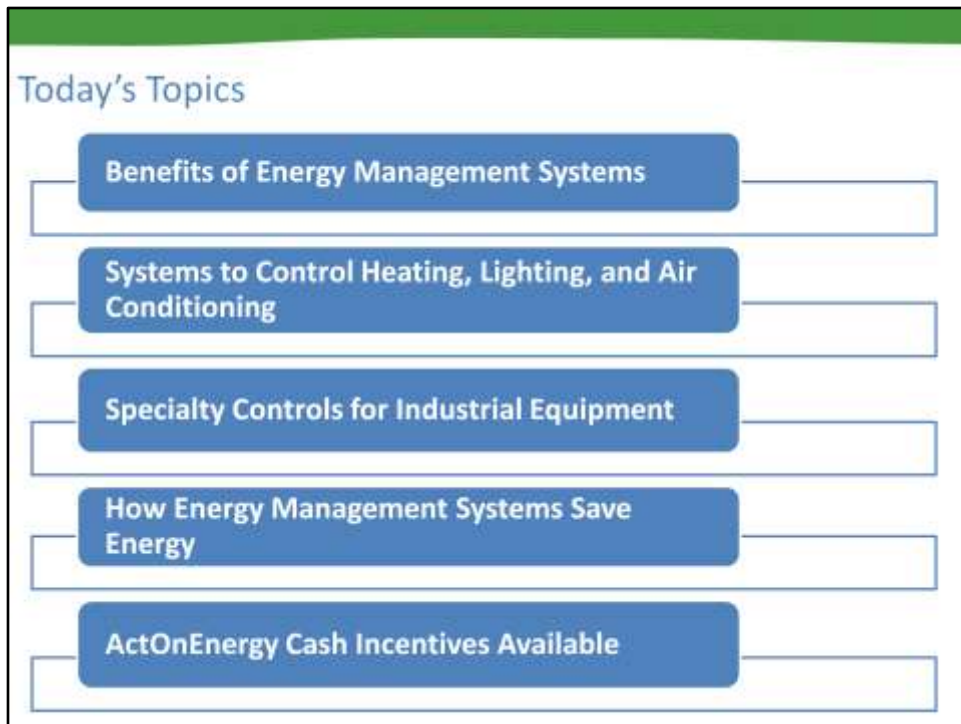 Today's Topics
Benefits of Energy Management Systems
Systems to Control Heating, Lighting, and Air
Conditioning
Specialty Controls for Industrial Equipment
How Energy Management Systems Save
Energy
ActOnEnergy Cash Incentives Available